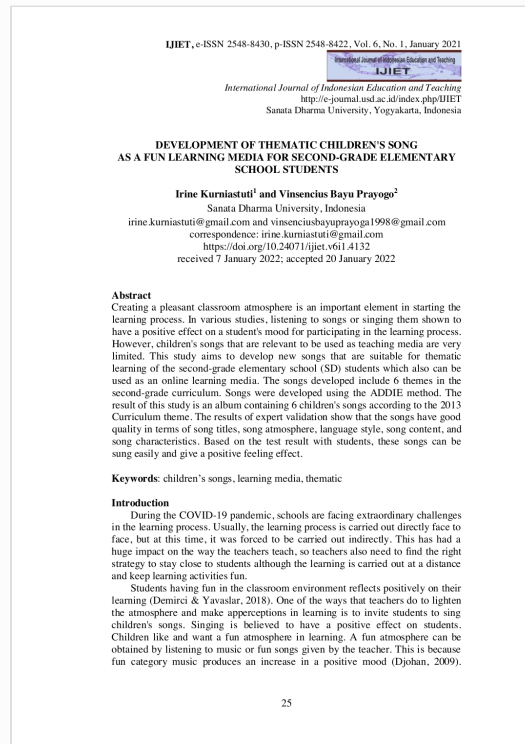 IJIET, e-ISSN 2548-8430, p-ISSN 2548-8422, Vol. 6, No. 1, January 2021
International Journal of Indonesian Education and Teaching
IJIET
International Journal of Indonesian Education and Teaching
http://e-journal.usd.ac.id/index.php/IJIET
Sanata Dharma University, Yogyakarta, Indonesia
DEVELOPMENT OF THEMATIC CHILDREN'S SONG
AS A FUN LEARNING MEDIA FOR SECOND-GRADE ELEMENTARY
SCHOOL STUDENTS
Irine Kurniastuti1 and Vinsencius Bayu Prayogo2
Sanata Dharma University, Indonesia
irine.kurniastuti@gmail.com and vinsenciusbayuprayoga1998@gmail.com
correspondence: irine.kurniastuti@gmail.com
https://doi.org/10.24071/ijiet.v6i1.4132
received 7 January 2022; accepted 20 January 2022
Abstract
Creating a pleasant classroom atmosphere is an important element in starting the
learning process. In various studies, listening to songs or singing them shown to
have a positive effect on a student's mood for participating in the learning process.
However, children's songs that are relevant to be used as teaching media are very
limited. This study aims to develop new songs that are suitable for thematic
learning of the second-grade elementary school (SD) students which also can be
used as an online learning media. The songs developed include 6 themes in the
second-grade curriculum. Songs were developed using the ADDIE method. The
result of this study is an album containing 6 children's songs according to the 2013
Curriculum theme. The results of expert validation show that the songs have good
quality in terms of song titles, song atmosphere, language style, song content, and
song characteristics. Based on the test result with students, these songs can be
sung easily and give a positive feeling effect.
Keywords: children's songs, learning media, thematic
Introduction
During the COVID-19 pandemic, schools are facing extraordinary challenges
in the learning process. Usually, the learning process is carried out directly face to
face, but at this time, it was forced to be carried out indirectly. This has had a
huge impact on the way the teachers teach, so teachers also need to find the right
strategy to stay close to students although the learning is carried out at a distance
and keep learning activities fun.
Students having fun in the classroom environment reflects positively on their
learning (Demirci & Yavaslar, 2018). One of the ways that teachers do to lighten
the atmosphere and make apperceptions in learning is to invite students to sing
children's songs. Singing is believed to have a positive effect on students.
Children like and want a fun atmosphere in learning. A fun atmosphere can be
obtained by listening to music or fun songs given by the teacher. This is because
fun category music produces an increase in a positive mood (Djohan, 2009).
25